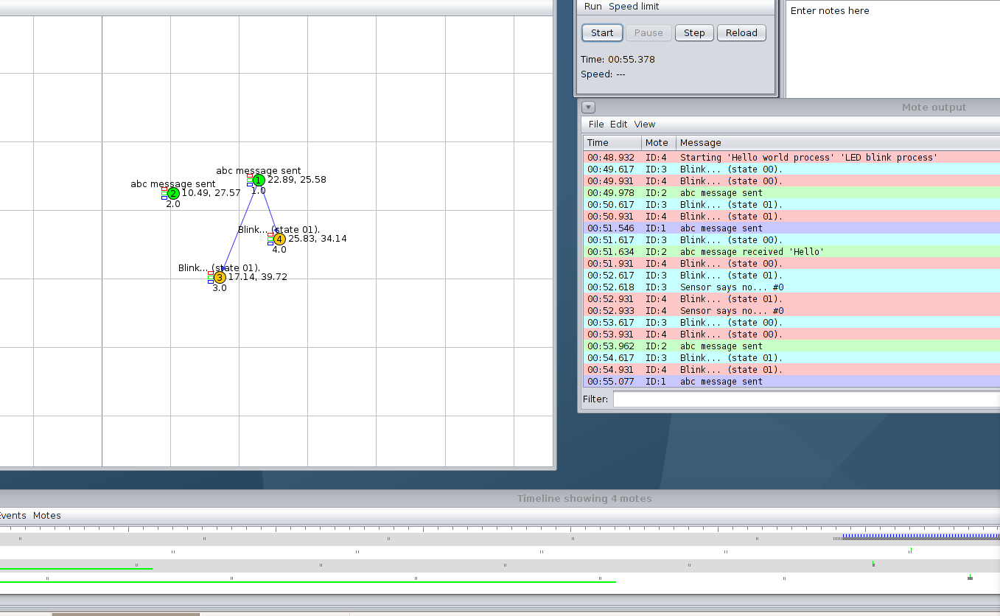 Run Speed limit
Enter notes here
Start Pause Step Reload
Time: 00:55.378
Speed: ---
Mote output
File Edit View
Time Mote Message
00:48.932 ID:4 Starting 'Hello world process' 'LED blink process'
00:49.617 ID:3 Blink... (state 00).
00:49.931 ID:4 Blink... (state 00).
00:49.978 ID:2 abc message sent
00:50.617 ID:3 Blink... (state 01).
00:50.931 ID:4 Blink... (state 01).
00:51.546 ID:1 abc message sent
00:51.617 ID:3 Blink... (state 00).
00:51.634 ID:2 abc message received 'Hello'
00:51.931 ID:4 Blink... (state 00).
00:52.617 ID:3 Blink... (state 01).
00:52.618 ID:3 Sensor says no... #0
00:52.931 ID:4 Blink... (state 01).
00:52.933 ID:4 Sensor says no... #0
00:53.617 ID:3 Blink... (state 00).
00:53.931 ID:4 Blink... (state 00).
00:53.962 ID:2 abc message sent
00:54.617 ID:3 Blink... (state 01).
00:54.931 ID:4 Blink... (state 01).
00:55.077 ID:1 abc message sent
Filter:
abc message sent
1 22.89, 25.58
1.0
abc message sent
2 10.49, 27.57
2.0
Blink... (state 01).
4 25.83, 34.14
4.0
Blink... (state 01).
3 17.14, 39.72
3.0
Timeline showing 4 motes
Events Motes